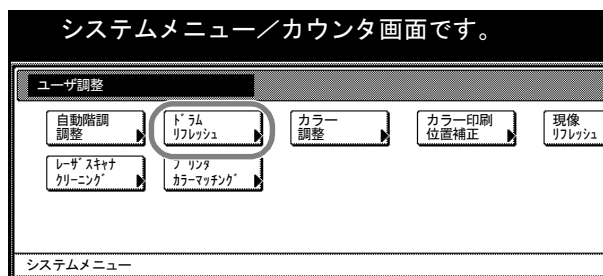 システムメニュー／カウンタ画面です。
ユーザ調整
自動階調
調整
ﾄﾞﾗﾑ
ﾘﾌﾚｯｼｭ
カラー
調整
カラー印刷
位置補正
現像
ﾘﾌﾚｯｼｭ
ﾚｰｻﾞｽｷｬﾅ
ｸﾘｰﾆﾝｸﾞ
ﾌﾟﾘﾝﾀ
ｶﾗｰﾏｯﾁﾝｸﾞ
システムメニュー